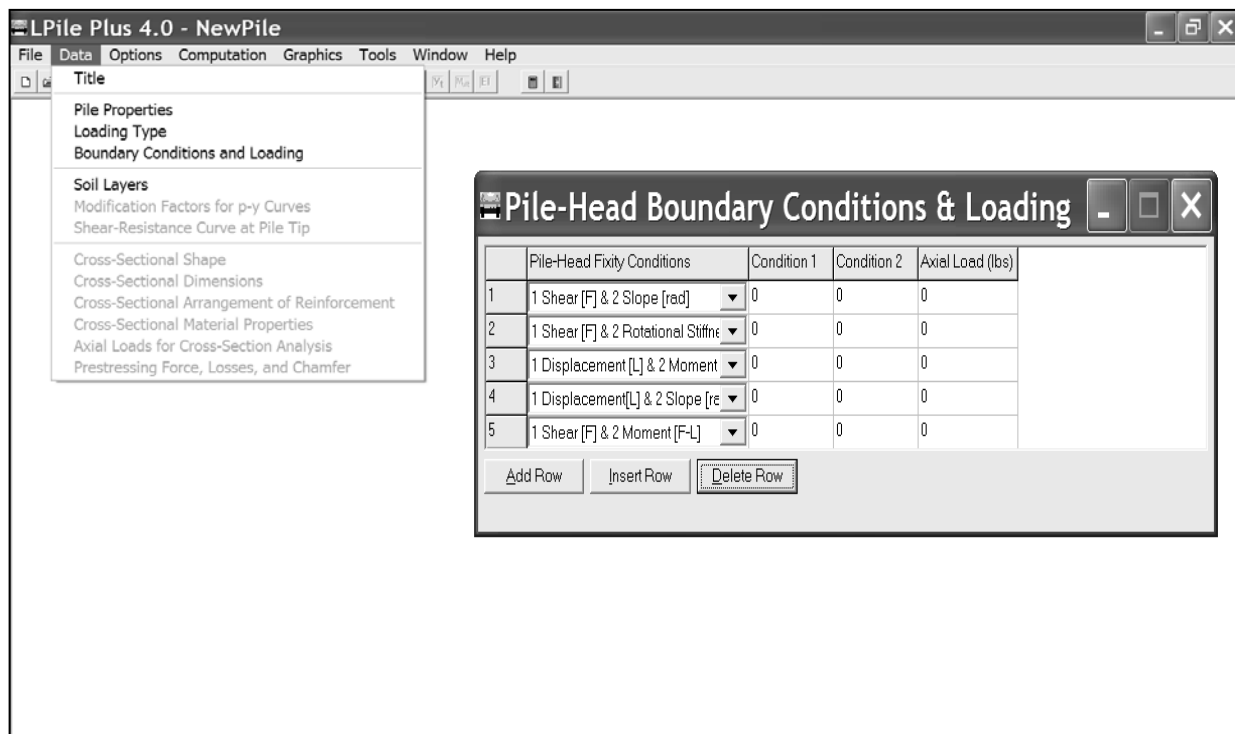 LPile Plus 4.0 - NewPile
File Data Options Computation Graphics Tools Window Help
Title
Pile Properties
Loading Type
Boundary Conditions and Loading
Soil Layers
Modification Factors for p-y Curves
Shear-Resistance Curve at Pile Tip
Cross-Sectional Shape
Cross-Sectional Dimensions
Cross-Sectional Arrangement of Reinforcement
Cross-Sectional Material Properties
Axial Loads for Cross-Section Analysis
Prestressing Force, Losses, and Chamfer
Pile-Head Boundary Conditions & Loading
Pile-Head Fixity Conditions Condition 1 Condition 2 Axial Load (lbs)
1 1 Shear [F] & 2 Slope [rad] 0 0 0
2 1 Shear [F] & 2 Rotational Stiffne 0 0 0
3 1 Displacement [L] & 2 Moment 0 0 0
4 1 Displacement[L] & 2 Slope [ra 0 0 0
5 1 Shear [F] & 2 Moment [F-L] 0 0 0
Add Row Insert Row Delete Row